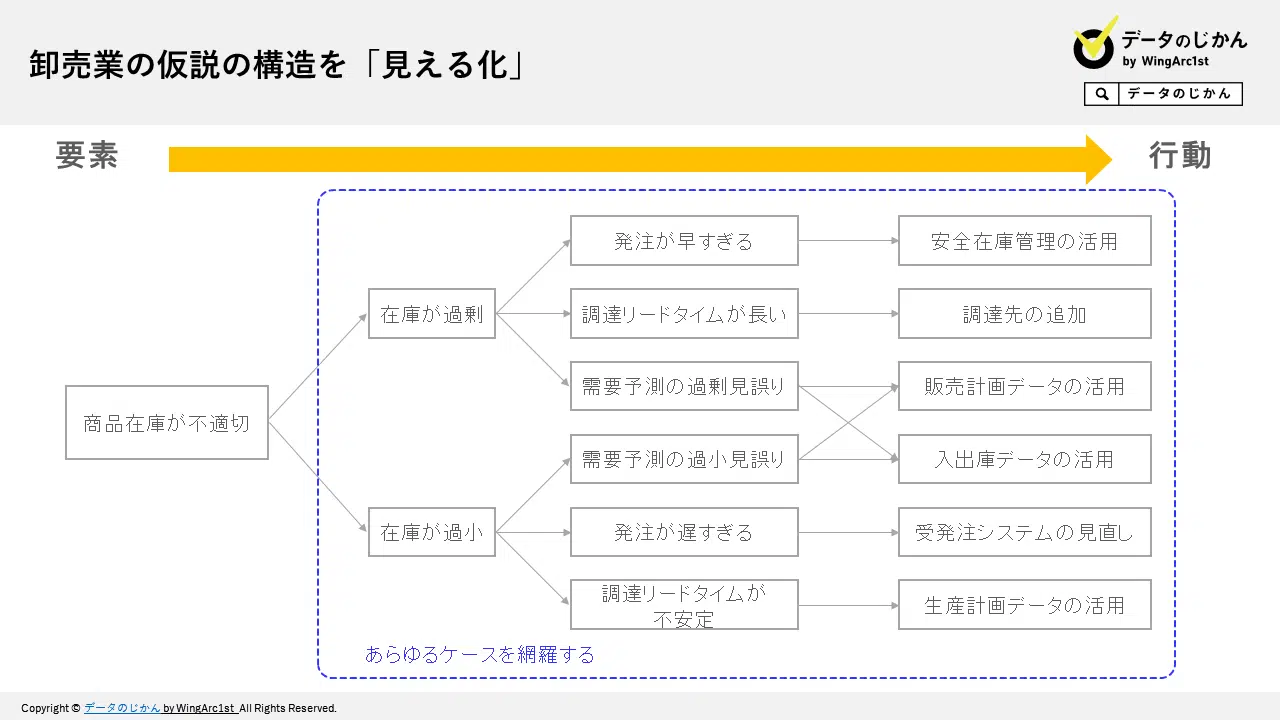 卸売業の仮説の構造を「見える化」
データのじかん
by WingArc1st
データのじかん
要素
行動
商品在庫が不適切
在庫が過剰
在庫が過小
発注が早すぎる
調達リードタイムが長い
需要予測の過剰見誤り
需要予測の過小見誤り
発注が遅すぎる
調達リードタイムが
不安定
安全在庫管理の活用
調達先の追加
販売計画データの活用
入出庫データの活用
受発注システムの見直し
生産計画データの活用
あらゆるケースを網羅する
Copyright © データのじかん by WingArc1st All Rights Reserved.